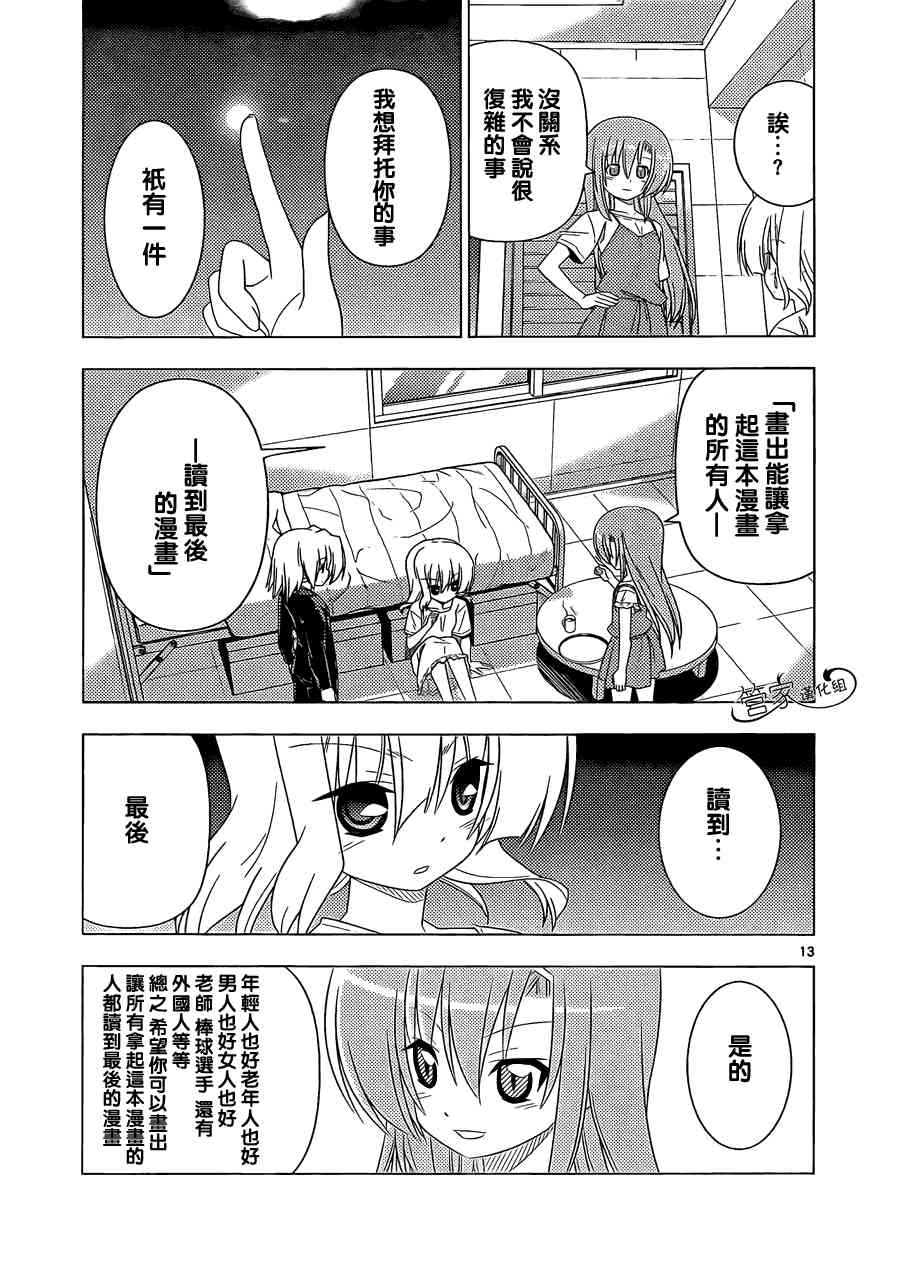 誒…?
沒關系
我不會說很
復雜的事
我想拜托你的事
衹有一件
「畫出能讓拿
起這本漫畫
的所有人—
—讀到最後
的漫畫」
管家進化組
讀到…
最後
13
是的
年輕人也好老年人也好
男人也好女人也好
老師 棒球選手 還有
外國人等等
總之 希望你可以畫出
讓所有拿起這本漫畫的
人都讀到最後的漫畫